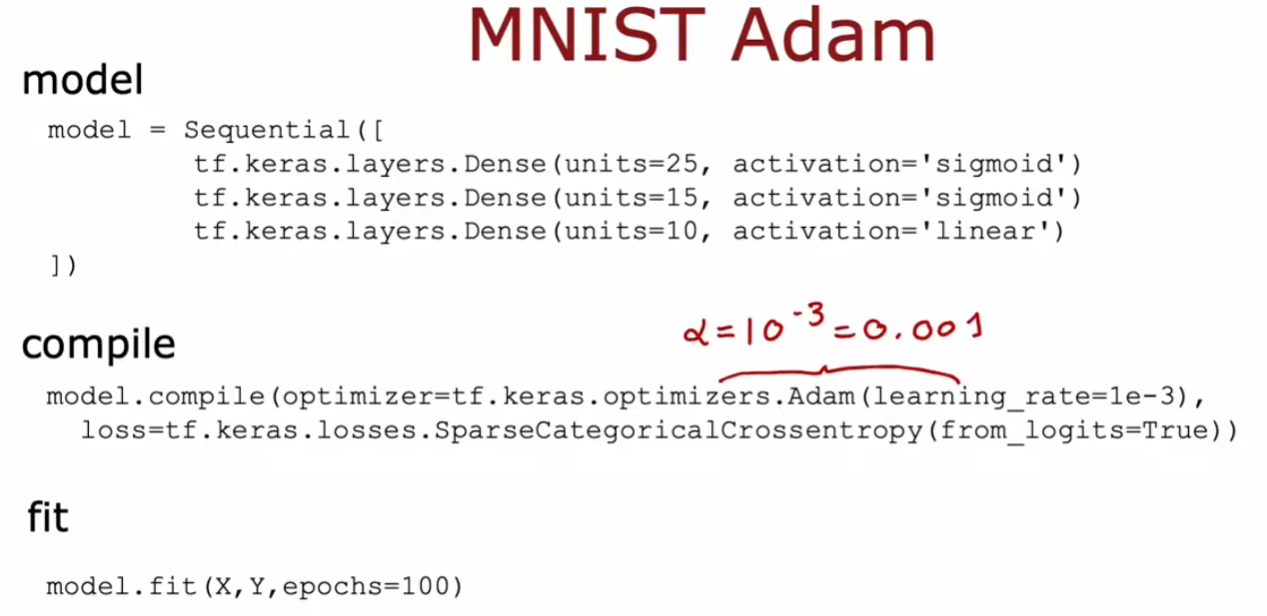 MNIST Adam
model
model = Sequential([
tf.keras.layers.Dense(units=25, activation='sigmoid')
tf.keras.layers.Dense(units=15, activation='sigmoid')
tf.keras.layers.Dense(units=10, activation='linear')
])
α=10⁻³=0.001
compile
model.compile(optimizer=tf.keras.optimizers.Adam(learning_rate=1e-3),
loss=tf.keras.losses.SparseCategoricalCrossentropy(from_logits=True))
fit
model.fit(X,Y,epochs=100)